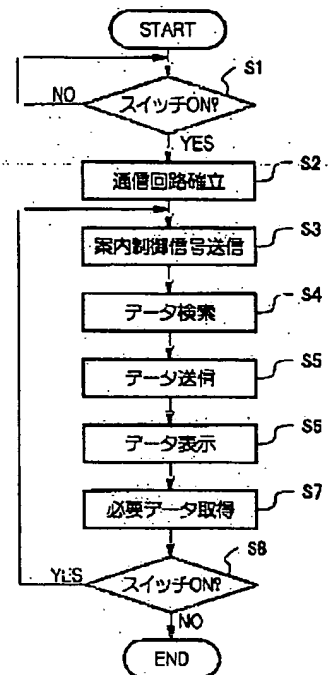 START
S1
NO
スイッチON?
YES
S2
通信回路確立
S3
案内制御信号送信
S4
データ検索
S5
データ送信
S6
データ表示
S7
必要データ取得
S8
YES
スイッチON?
NO
END